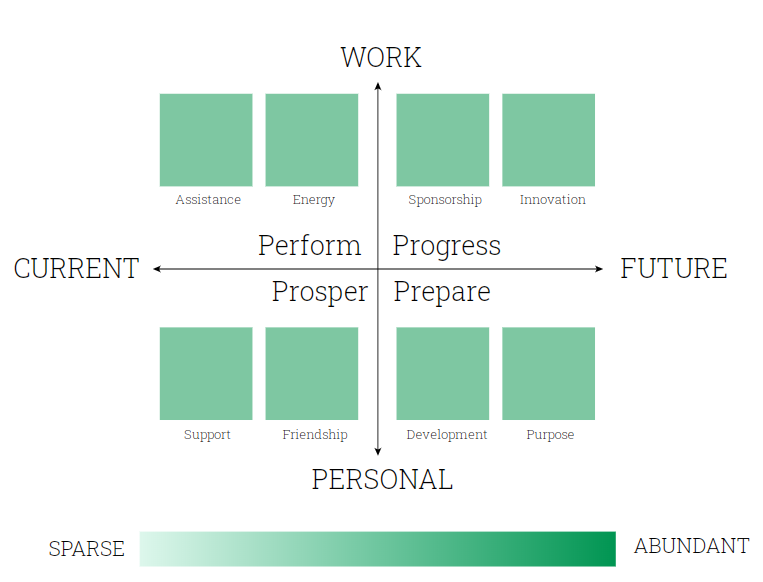 WORK
Assistance
Energy
Sponsorship
Innovation
Perform
Progress
CURRENT
FUTURE
Prosper
Prepare
Support
Friendship
Development
Purpose
PERSONAL
SPARSE
ABUNDANT